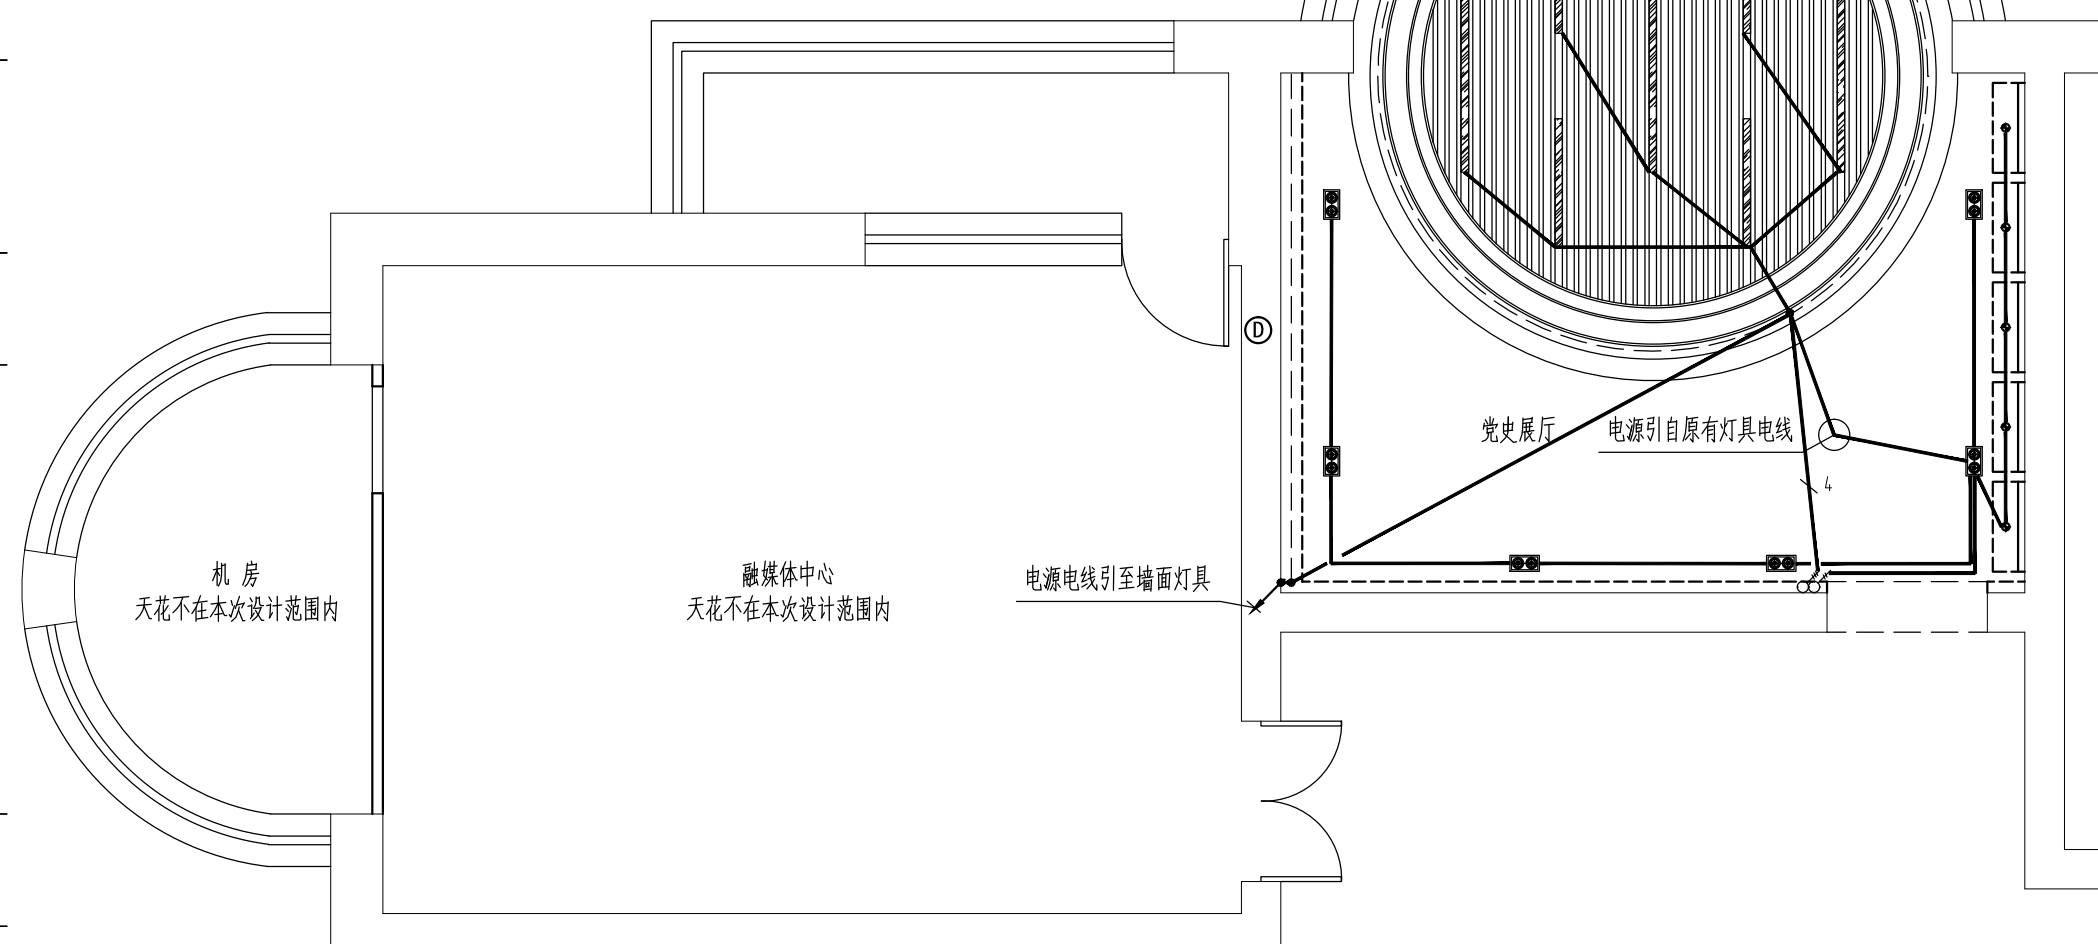 D
党史展厅
电源引自原有灯具电线
4
机 房
天花不在本次设计范围内
融媒体中心
天花不在本次设计范围内
电源电线引至墙面灯具